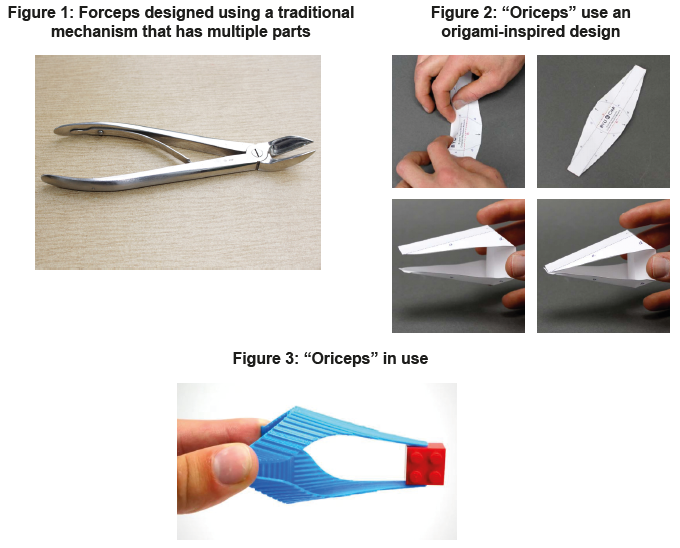 Figure 1: Forceps designed using a traditional
mechanism that has multiple parts
Figure 2: “Oriceps” use an
origami-inspired design
Figure 3: “Oriceps” in use